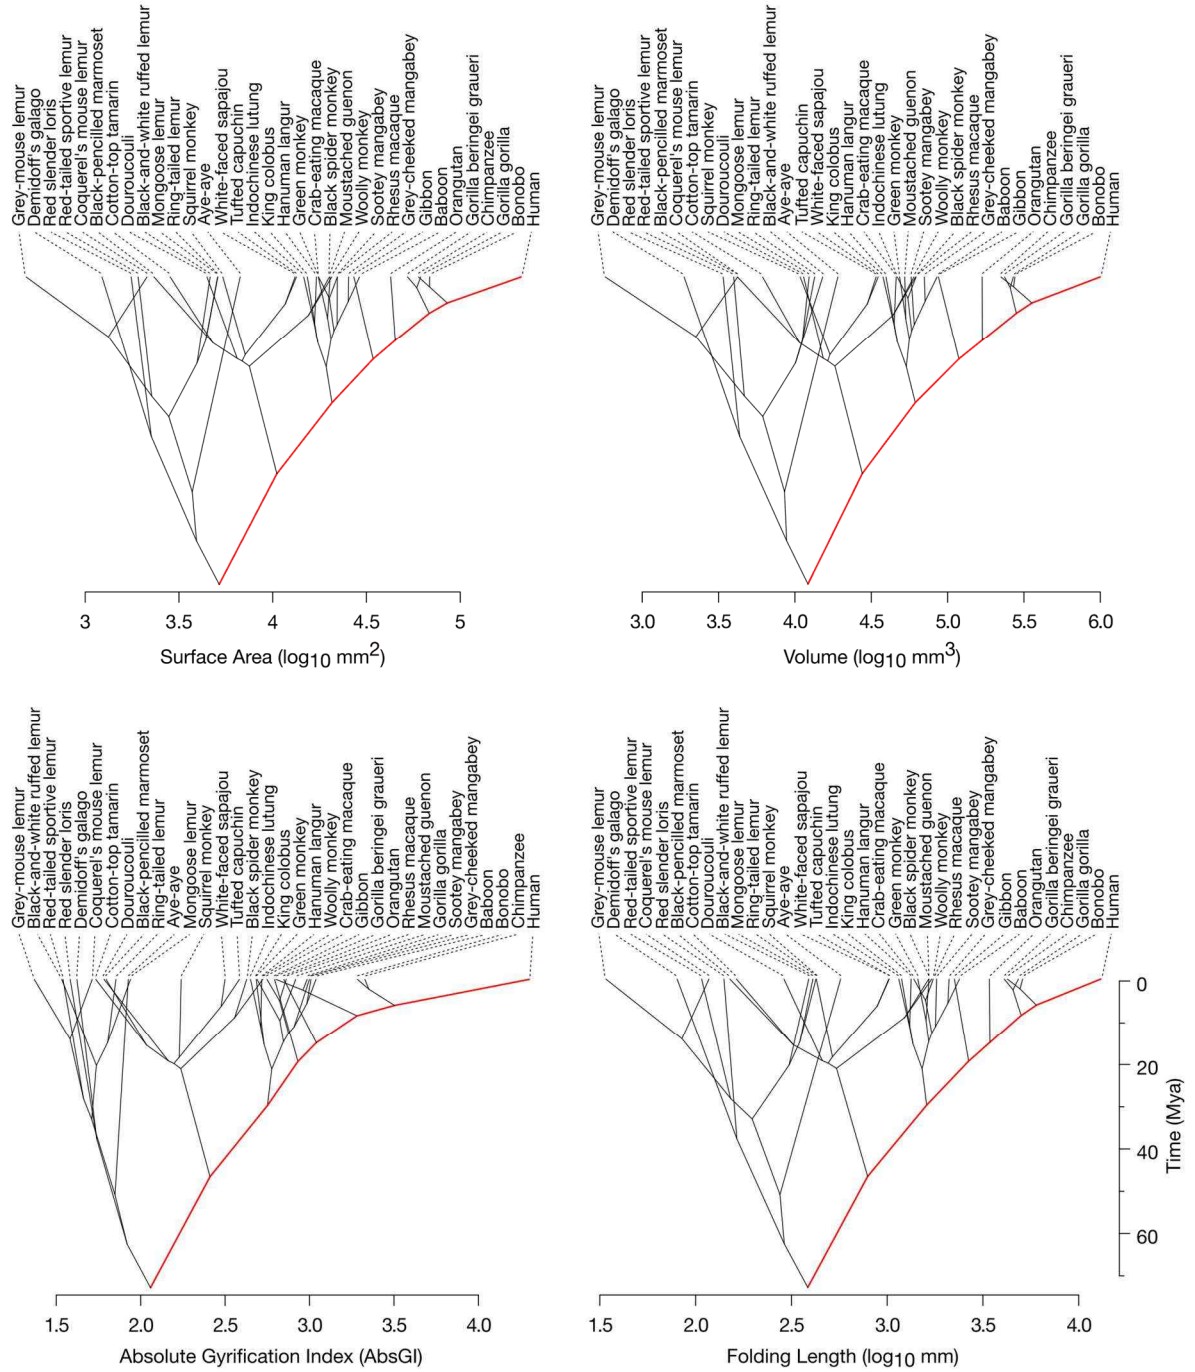 Grey-mouse lemur
Demidoff's galago
Red slender loris
Red-tailed sportive lemur
Coquerel's mouse lemur
Black-pencilled marmoset
Cotton-top tamarin
Douroucouli
Black-and-white ruffed lemur
Mongoose lemur
Ring-tailed lemur
Squirrel monkey
Aye-aye
White-faced sapajou
Tufted capuchin
Indochinese lutung
King colobus
Hanuman langur
Green monkey
Crab-eating macaque
Black spider monkey
Moustached guenon
Woolly monkey
Sootey mangabey
Rhesus macaque
Grey-cheeked mangabey
Gibbon
Baboon
Orangutan
Gorilla beringei graueri
Chimpanzee
Gorilla gorilla
Bonobo
Human
3 3.5 4 4.5 5
Surface Area (log10 mm2)
Grey-mouse lemur
Demidoff's galago
Red slender loris
Red-tailed sportive lemur
Black-pencilled marmoset
Coquerel's mouse lemur
Cotton-top tamarin
Squirrel monkey
Douroucouli
Mongoose lemur
Ring-tailed lemur
Black-and-white ruffed lemur
Aye-aye
Tufted capuchin
White-faced sapajou
King colobus
Hanuman langur
Crab-eating macaque
Indochinese lutung
Green monkey
Moustached guenon
Sootey mangabey
Woolly monkey
Black spider monkey
Rhesus macaque
Grey-cheeked mangabey
Baboon
Gibbon
Orangutan
Chimpanzee
Gorilla beringei graueri
Gorilla gorilla
Bonobo
Human
3.0 3.5 4.0 4.5 5.0 5.5 6.0
Volume (log10 mm3)
Grey-mouse lemur
Black-and-white ruffed lemur
Red-tailed sportive lemur
Red slender loris
Demidoff's galago
Coquerel's mouse lemur
Cotton-top tamarin
Douroucouli
Black-pencilled marmoset
Ring-tailed lemur
Aye-aye
Mongoose lemur
Squirrel monkey
White-faced sapajou
Tufted capuchin
Black spider monkey
Indochinese lutung
King colobus
Green monkey
Hanuman langur
Woolly monkey
Crab-eating macaque
Gibbon
Gorilla beringei graueri
Orangutan
Rhesus macaque
Moustached guenon
Gorilla gorilla
Sootey mangabey
Grey-cheeked mangabey
Baboon
Bonobo
Chimpanzee
Human
1.5 2.0 2.5 3.0 3.5 4.0
Absolute Gyrification Index (AbsGI)
Grey-mouse lemur
Demidoff's galago
Red-tailed sportive lemur
Coquerel's mouse lemur
Red slender loris
Black-pencilled marmoset
Cotton-top tamarin
Douroucouli
Black-and-white ruffed lemur
Mongoose lemur
Ring-tailed lemur
Squirrel monkey
Aye-aye
White-faced sapajou
Tufted capuchin
Indochinese lutung
King colobus
Hanuman langur
Crab-eating macaque
Green monkey
Black spider monkey
Moustached guenon
Woolly monkey
Rhesus macaque
Sootey mangabey
Grey-cheeked mangabey
Gibbon
Baboon
Orangutan
Gorilla beringei graueri
Chimpanzee
Gorilla gorilla
Bonobo
Human
0
20
40
60
Time (Mya)
1.5 2.0 2.5 3.0 3.5 4.0
Folding Length (log10 mm)